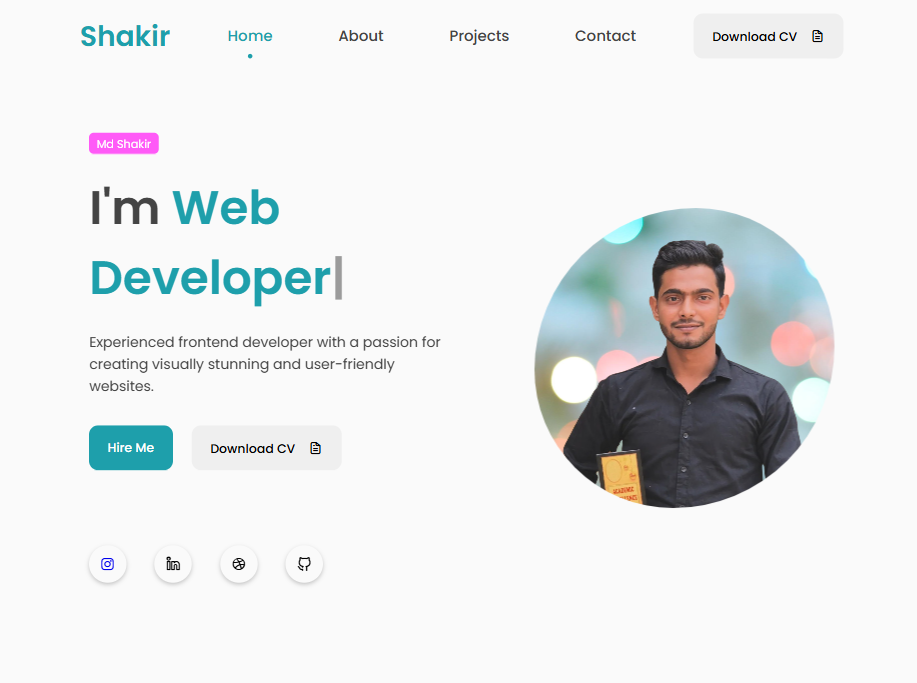 Shakir
Home
About
Projects
Contact
Download CV
Md Shakir
I'm Web
Developer
Experienced frontend developer with a passion for
creating visually stunning and user-friendly
websites.
Hire Me
Download CV
ACADEMIC